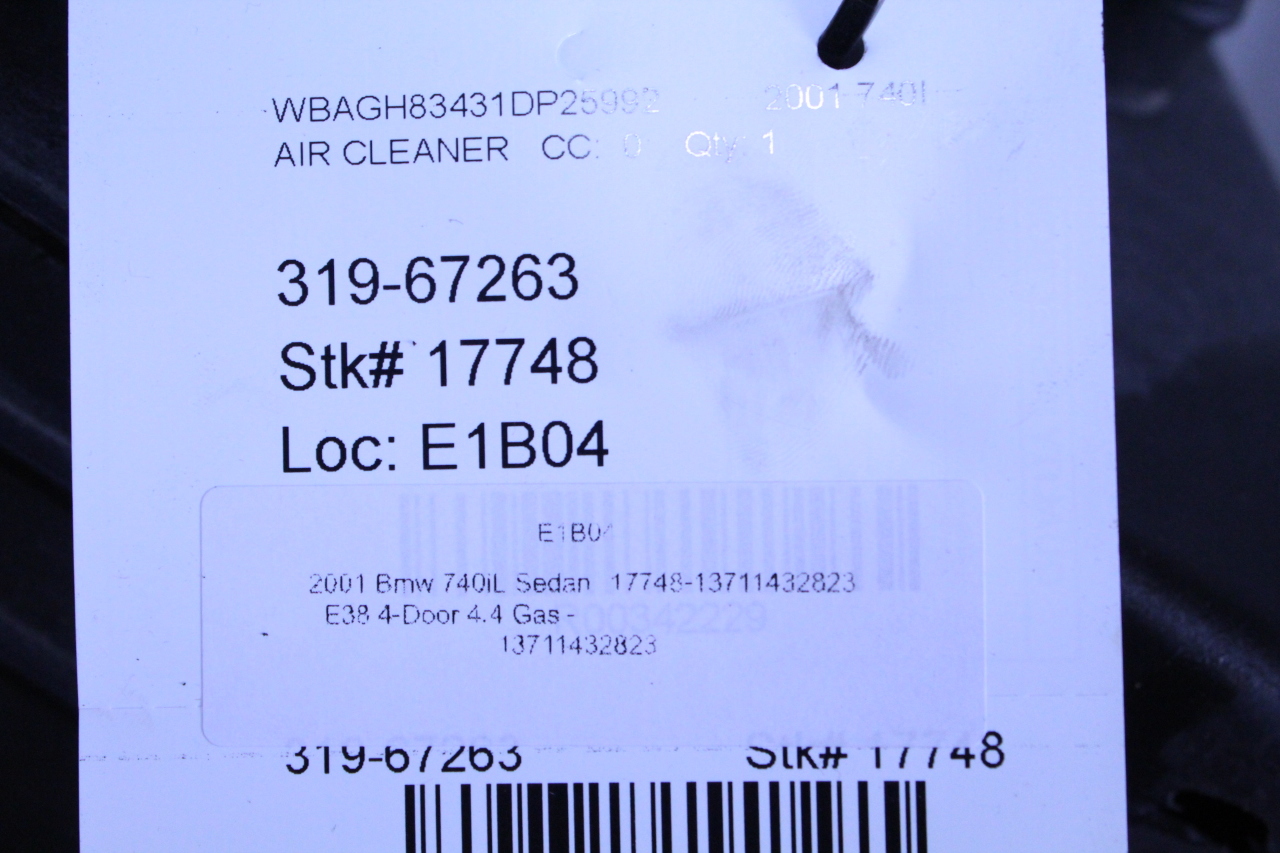 WBAGH83431DP25992 2001 740I
AIR CLEANER CC: 0 Qty: 1
319-67263
Stk# 17748
Loc: E1B04
E1B04
2001 Bmw 740iL Sedan 17748-13711432823
E38 4-Door 4.4 Gas -
00342229
13711432823
319-67263 Stk# 17748